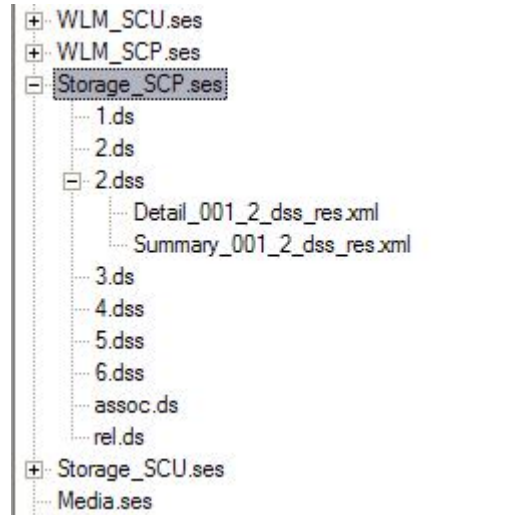 WLM_SCU.ses
WLM_SCP.ses
Storage_SCP.ses
1.ds
2.ds
2.dss
Detail_001_2_dss_res.xml
Summary_001_2_dss_res.xml
3.ds
4.dss
5.dss
6.dss
assoc.ds
rel.ds
Storage_SCU.ses
Media.ses